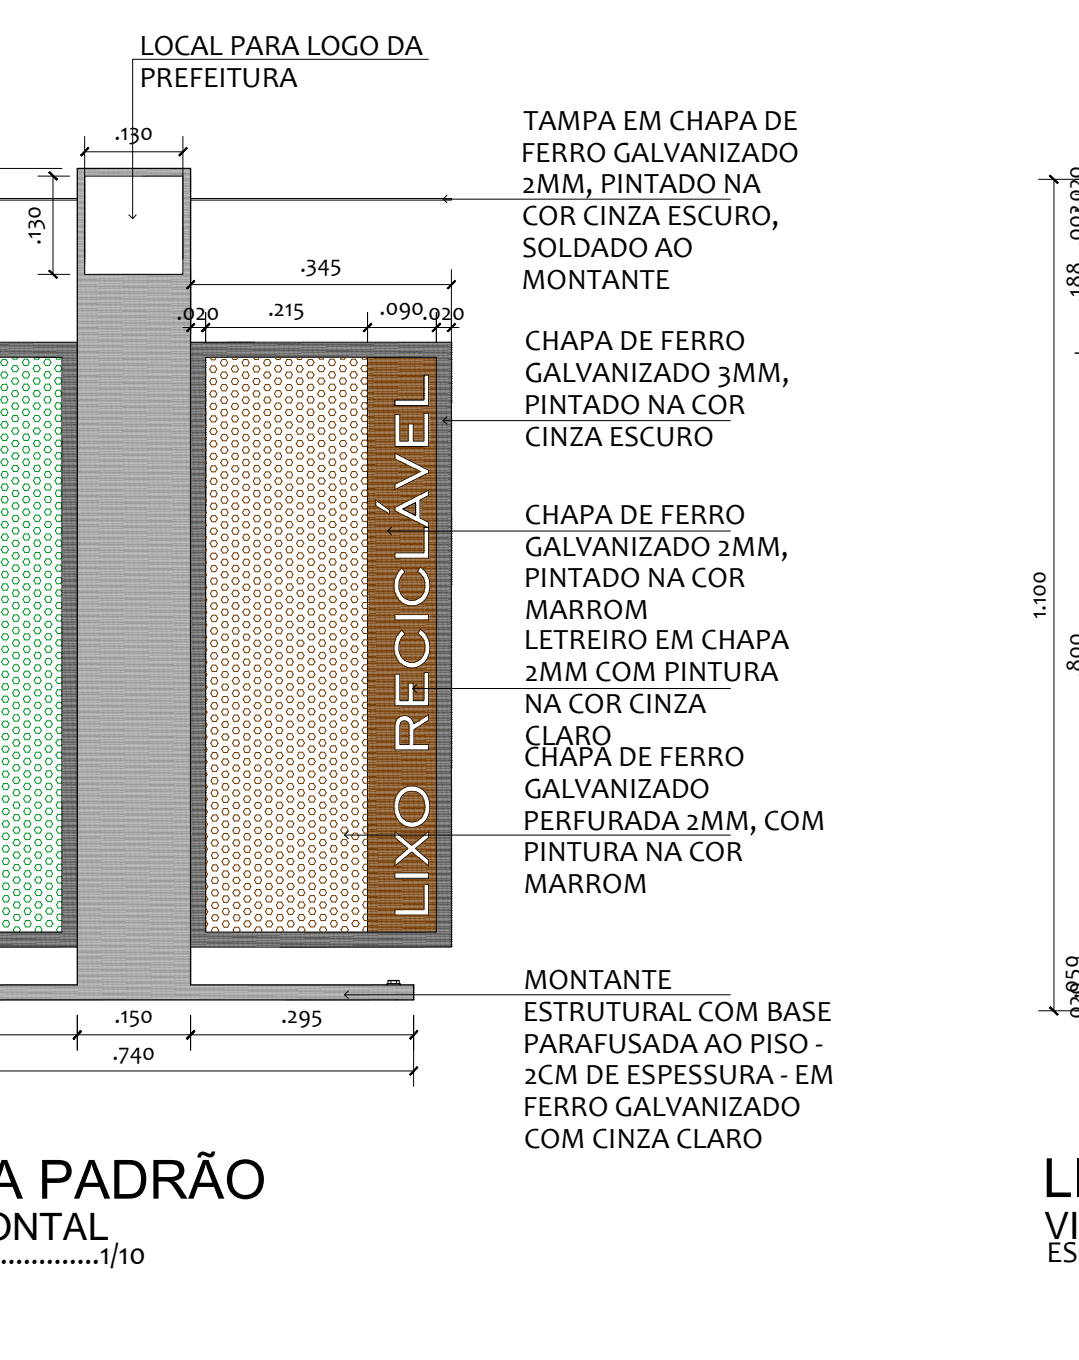 LOCAL PARA LOGO DA
PREFEITURA
.130
.130
TAMPA EM CHAPA DE
FERRO GALVANIZADO
2MM, PINTADO NA
COR CINZA ESCURO,
SOLDADO AO
MONTANTE
.345
.020 .215 .090 .020
CHAPA DE FERRO
GALVANIZADO 3MM,
PINTADO NA COR
CINZA ESCURO
CHAPA DE FERRO
GALVANIZADO 2MM,
PINTADO NA COR
MARROM
LETREIRO EM CHAPA
2MM COM PINTURA
NA COR CINZA
CLARO
CHAPA DE FERRO
GALVANIZADO
PERFURADA 2MM, COM
PINTURA NA COR
MARROM
LIXO RECICLÁVEL
MONTANTE
ESTRUTURAL COM BASE
PARAFUSADA AO PISO -
2CM DE ESPESSURA - EM
FERRO GALVANIZADO
COM CINZA CLARO
.150 .295
.740
A PADRÃO
ONTAL
.............1/10
1.100
188
VI
ES